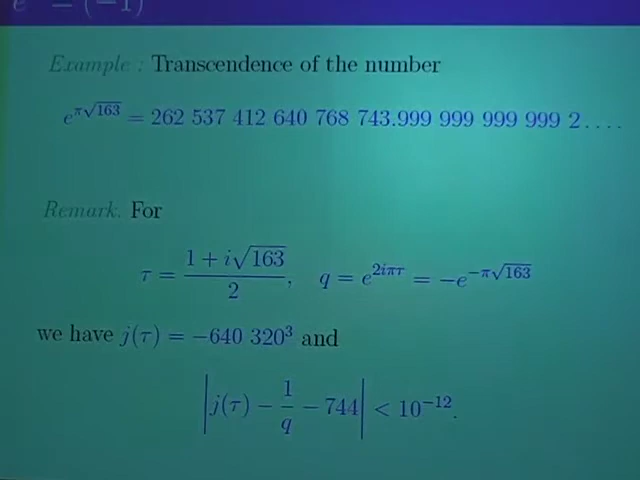 e = (−1)
Example : Transcendence of the number
e^{π√163} = 262 537 412 640 768 743.999 999 999 999 2 . . . .
Remark. For
τ = (1 + i√163)/2, q = e^{2iπτ} = −e^{−π√163}
we have j(τ) = −640 320³ and
|j(τ) − 1/q − 744| < 10^{−12}.